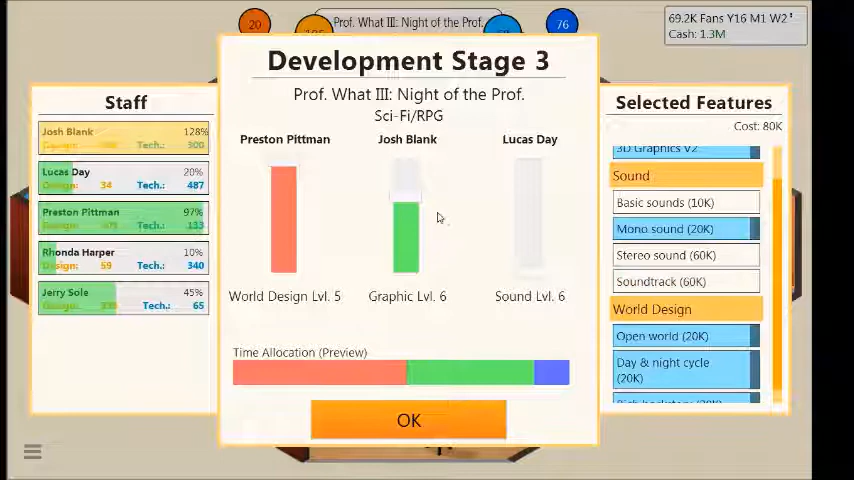 20
Prof. What III: Night of the Prof.
76
69.2K Fans Y16 M1 W2
Cash: 1.3M
Development Stage 3
Prof. What III: Night of the Prof.
Sci-Fi/RPG
Staff
Josh Blank 128%
Tech.: 300
Lucas Day 20%
Design: 34 Tech.: 487
Preston Pittman 97%
Tech.: 133
Rhonda Harper 10%
Design: 59 Tech.: 340
Jerry Sole 45%
Tech.: 65
Preston Pittman
Josh Blank
Lucas Day
World Design Lvl. 5
Graphic Lvl. 6
Sound Lvl. 6
Time Allocation (Preview)
OK
Selected Features
Cost: 80K
3D Graphics V2
Sound
Basic sounds (10K)
Mono sound (20K)
Stereo sound (60K)
Soundtrack (60K)
World Design
Open world (20K)
Day & night cycle
(20K)